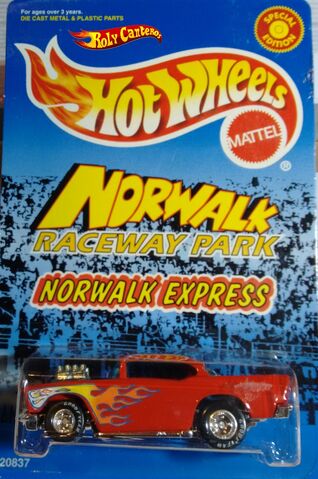 For ages over 3 years.
DIE CAST METAL & PLASTIC PARTS
Roly Canteros
SPECIAL EDITION
HOT WHEELS
MATTEL
®
NORWALK
RACEWAY PARK
NORWALK EXPRESS
20837